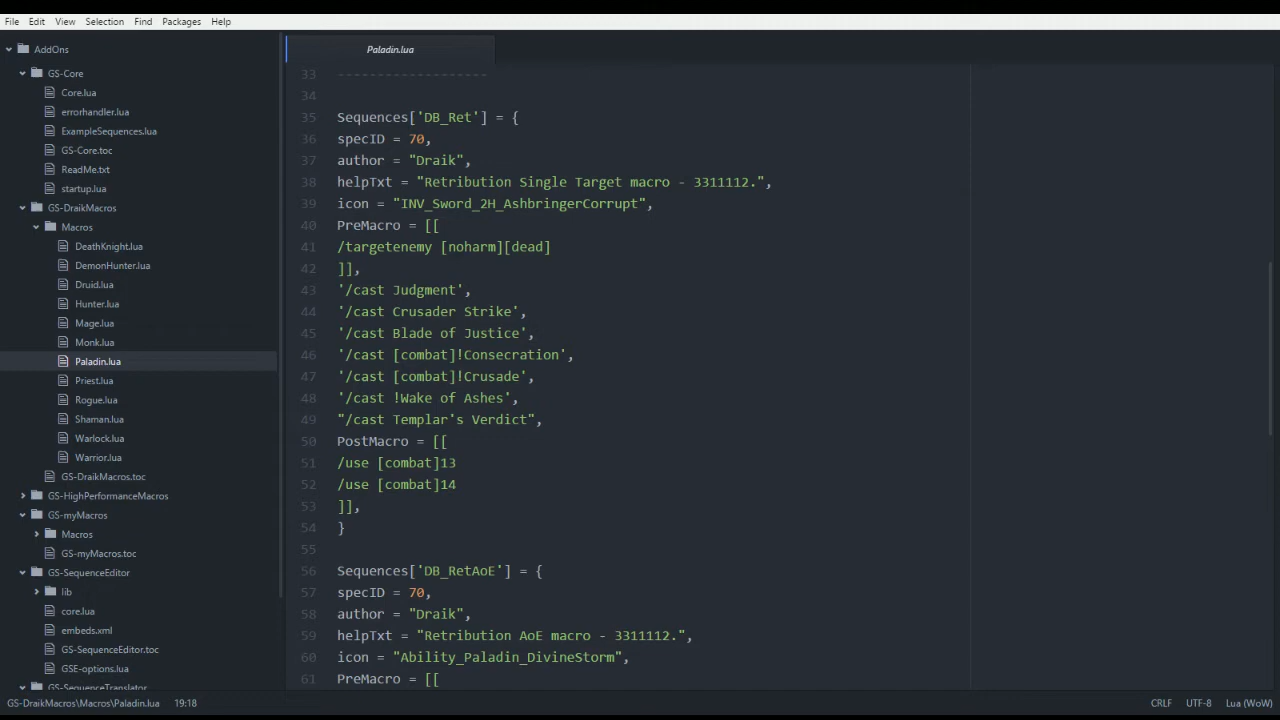 File Edit View Selection Find Packages Help
AddOns
GS-Core
Core.lua
errorhandler.lua
ExampleSequences.lua
GS-Core.toc
ReadMe.txt
startup.lua
GS-DraikMacros
Macros
DeathKnight.lua
DemonHunter.lua
Druid.lua
Hunter.lua
Mage.lua
Monk.lua
Paladin.lua
Priest.lua
Rogue.lua
Shaman.lua
Warlock.lua
Warrior.lua
GS-DraikMacros.toc
GS-HighPerformanceMacros
GS-myMacros
Macros
GS-myMacros.toc
GS-SequenceEditor
lib
core.lua
embeds.xml
GS-SequenceEditor.toc
GSE-options.lua
GS-SequenceTranslator
Paladin.lua
33 -------------------
34
35 Sequences['DB_Ret'] = {
36 specID = 70,
37 author = "Draik",
38 helpTxt = "Retribution Single Target macro - 3311112.",
39 icon = "INV_Sword_2H_AshbringerCorrupt",
40 PreMacro = [[
41 /targetenemy [noharm][dead]
42 ]],
43 '/cast Judgment',
44 '/cast Crusader Strike',
45 '/cast Blade of Justice',
46 '/cast [combat]!Consecration',
47 '/cast [combat]!Crusade',
48 '/cast !Wake of Ashes',
49 "/cast Templar's Verdict",
50 PostMacro = [[
51 /use [combat]13
52 /use [combat]14
53 ]],
54 }
55
56 Sequences['DB_RetAoE'] = {
57 specID = 70,
58 author = "Draik",
59 helpTxt = "Retribution AoE macro - 3311112.",
60 icon = "Ability_Paladin_DivineStorm",
61 PreMacro = [[
GS-DraikMacros\Macros\Paladin.lua 19:18 CRLF UTF-8 Lua (WoW)